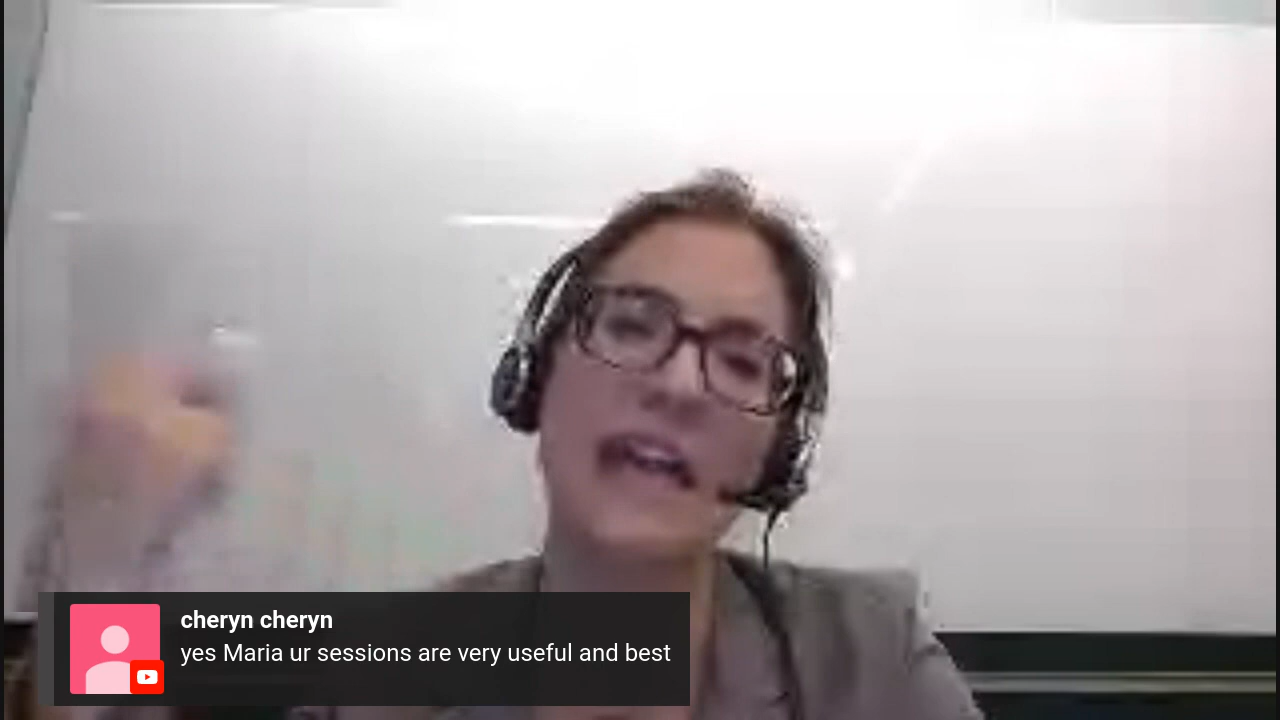 cheryn cheryn
yes Maria ur sessions are very useful and best